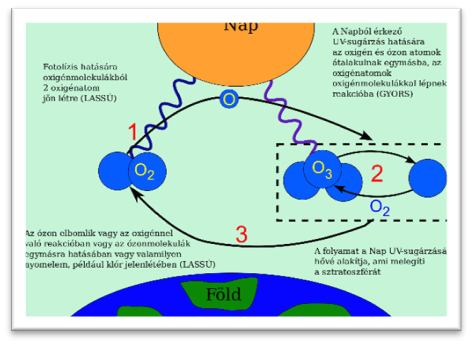 Nap
A Napból érkező
UV-sugárzás hatására
az oxigén és ózon atomok
átalakulnak egymásba, az
oxigénatomok
oxigénmolekulákkal lépnek
reakcióba (GYORS)
Fotolízis hatására
oxigénmolekulákból
2 oxigénatom
jön létre (LASSÚ)
O
1
O2
O3
2
O2
3
Az ózon elbomlik vagy az oxigénnel
való reakcióban vagy az ózonmolekulák
egymásra hatásában vagy valamilyen
nyomelem, például klór jelenlétében (LASSÚ)
A folyamat a Nap UV-sugárzásá
hővé alakítja, ami melegíti
a sztratoszférát
Föld